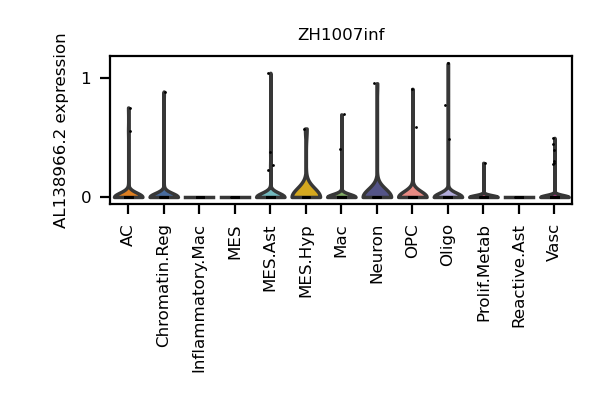 ZH1007inf
AL138966.2 expression
1
0
AC
Chromatin.Reg
Inflammatory.Mac
MES
MES.Ast
MES.Hyp
Mac
Neuron
OPC
Oligo
Prolif.Metab
Reactive.Ast
Vasc